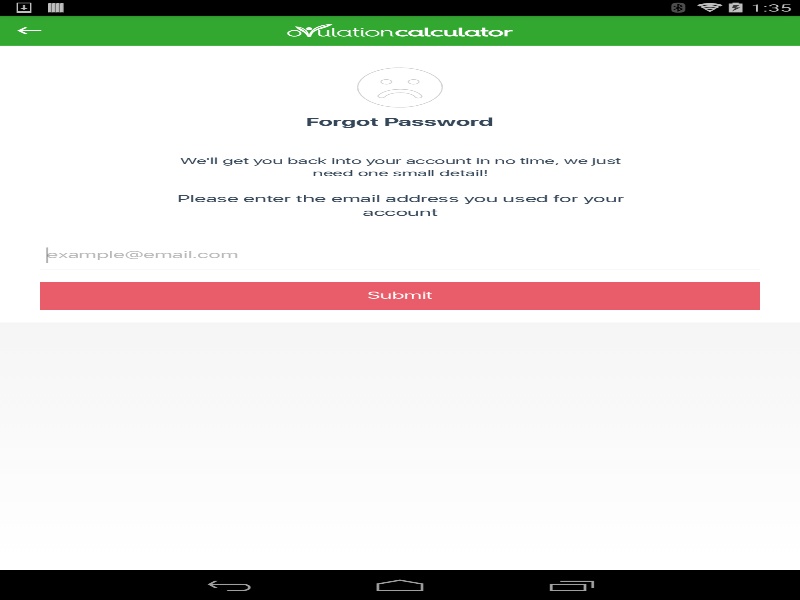 1:35
ovulationcalculator
Forgot Password
We'll get you back into your account in no time, we just
need one small detail!
Please enter the email address you used for your
account
example@email.com
Submit